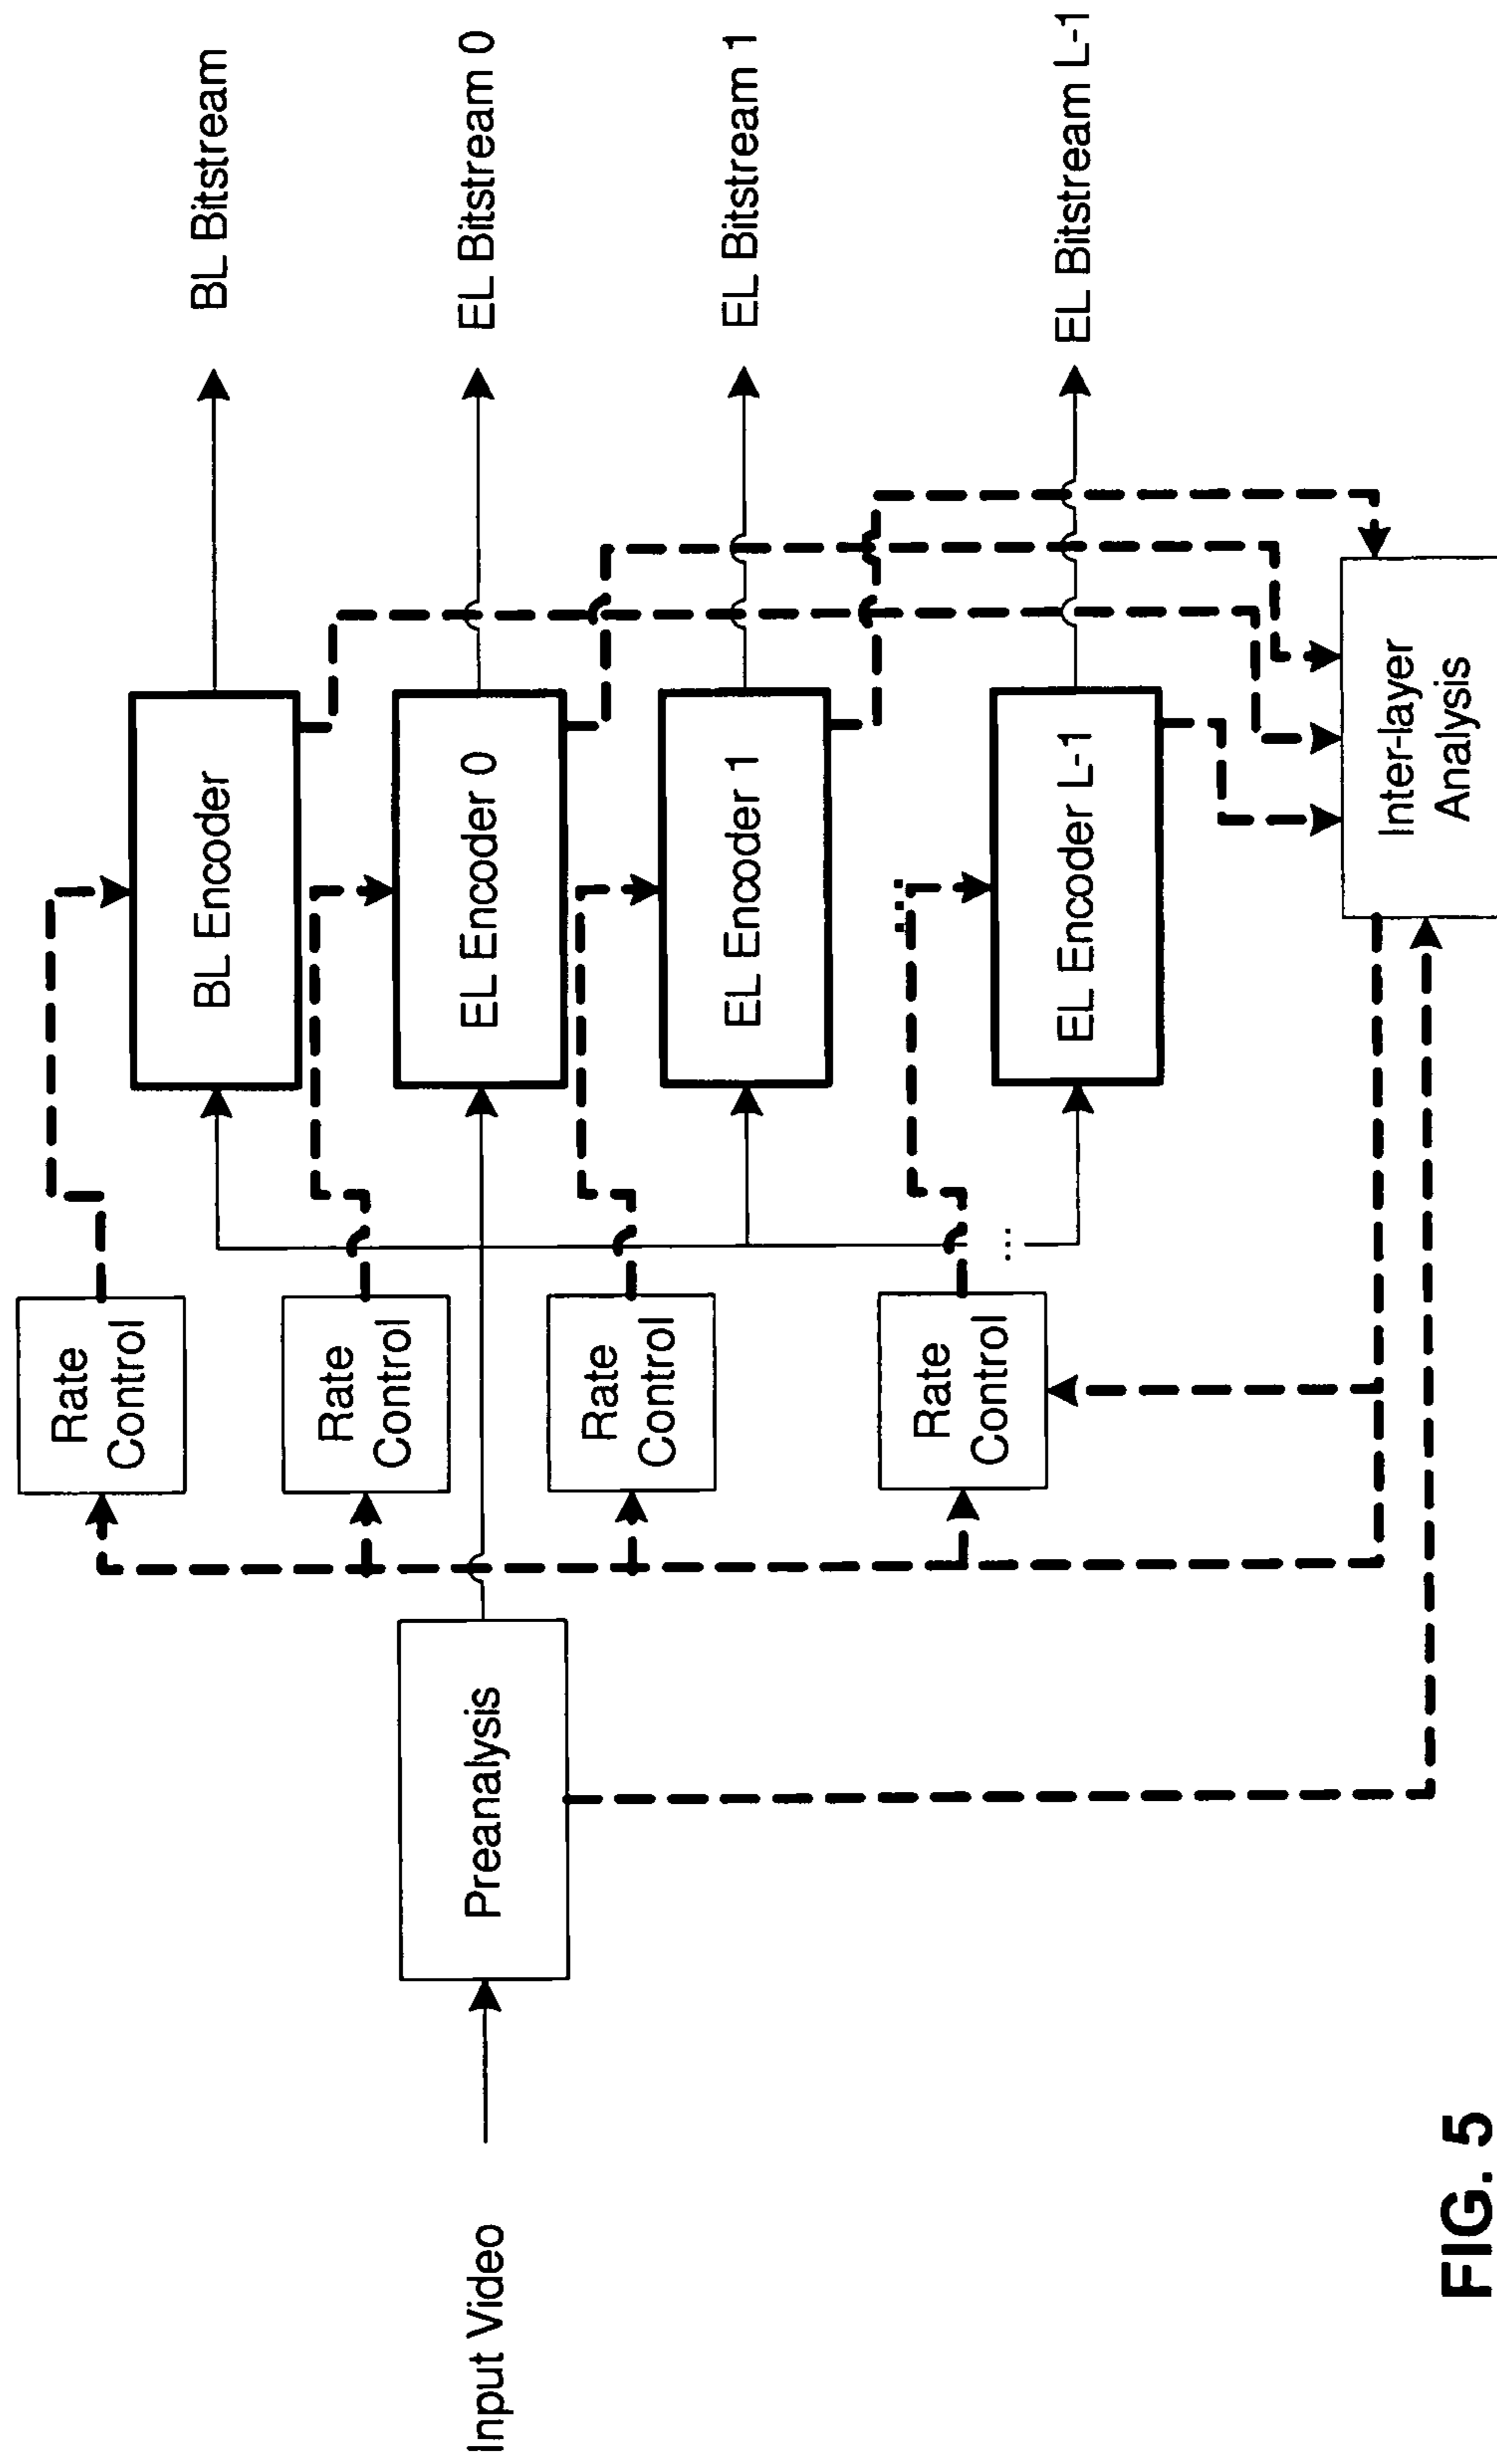 Input Video
Preanalysis
Rate
Control
Rate
Control
Rate
Control
Rate
Control
...
BL Encoder
EL Encoder 0
EL Encoder 1
...
EL Encoder L-1
BL Bitstream
EL Bitstream 0
EL Bitstream 1
EL Bitstream L-1
Inter-layer
Analysis
FIG. 5